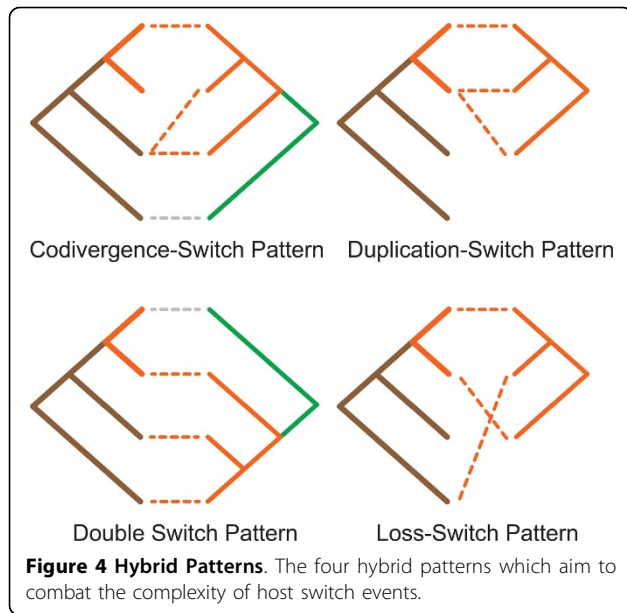 Codivergence-Switch Pattern
Duplication-Switch Pattern
Double Switch Pattern
Loss-Switch Pattern
Figure 4 Hybrid Patterns. The four hybrid patterns which aim to
combat the complexity of host switch events.